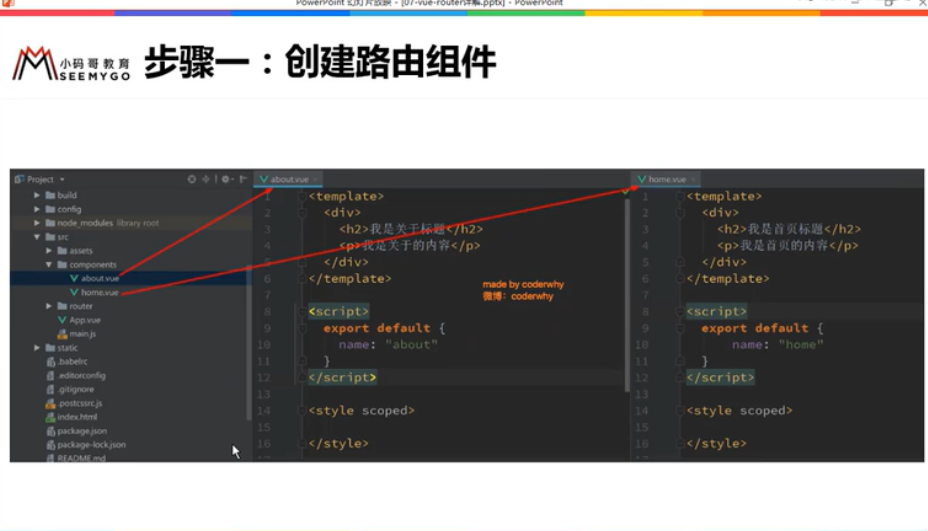 PowerPoint 幻灯片放映 - [07-vue-router详解.pptx] - PowerPoint
小码哥教育
SEEMYGO
步骤一：创建路由组件
Project
build
config
node_modules library root
src
assets
components
about.vue
home.vue
router
App.vue
main.js
static
.babelrc
.editorconfig
.gitignore
.postcssrc.js
index.html
package.json
package-lock.json
README.md
about.vue
1 <template>
2 <div>
3 <h2>我是关于标题</h2>
4 <p>我是关于的内容</p>
5 </div>
6 </template>
7
8 <script>
9 export default {
10 name: "about"
11 }
12 </script>
13
14 <style scoped>
15
16 </style>
made by coderwhy
微博：coderwhy
home.vue
1 <template>
2 <div>
3 <h2>我是首页标题</h2>
4 <p>我是首页的内容</p>
5 </div>
6 </template>
7
8 <script>
9 export default {
10 name: "home"
11 }
12 </script>
13
14 <style scoped>
15
16 </style>